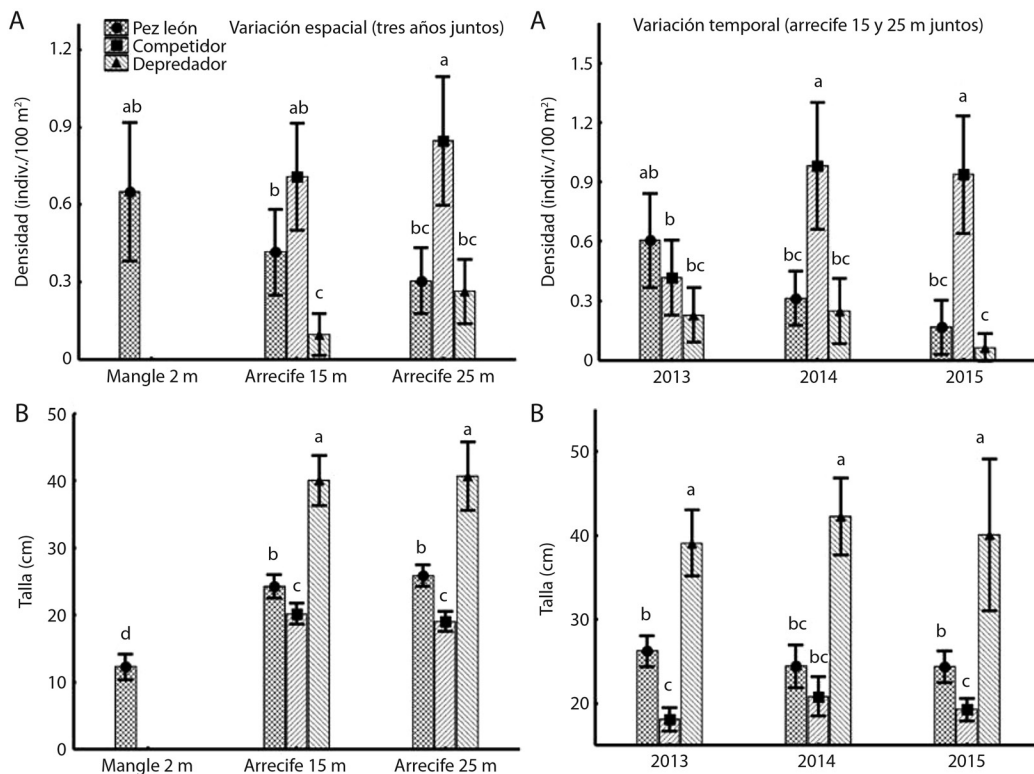 A
Variación espacial (tres años juntos)
Pez león
Competidor
Depredador
Densidad (indiv./100 m²)
1.2
0.9
0.6
0.3
0
ab
b
ab
c
bc
a
bc
Mangle 2 m
Arrecife 15 m
Arrecife 25 m
A
Variación temporal (arrecife 15 y 25 m juntos)
Densidad (indiv./100 m²)
1.5
1.2
0.9
0.6
0.3
0
ab
b
bc
bc
a
bc
bc
a
c
2013
2014
2015
B
Talla (cm)
50
40
30
20
10
0
d
b
c
a
b
c
a
Mangle 2 m
Arrecife 15 m
Arrecife 25 m
B
Talla (cm)
50
40
30
20
b
c
a
bc
bc
a
b
c
a
2013
2014
2015